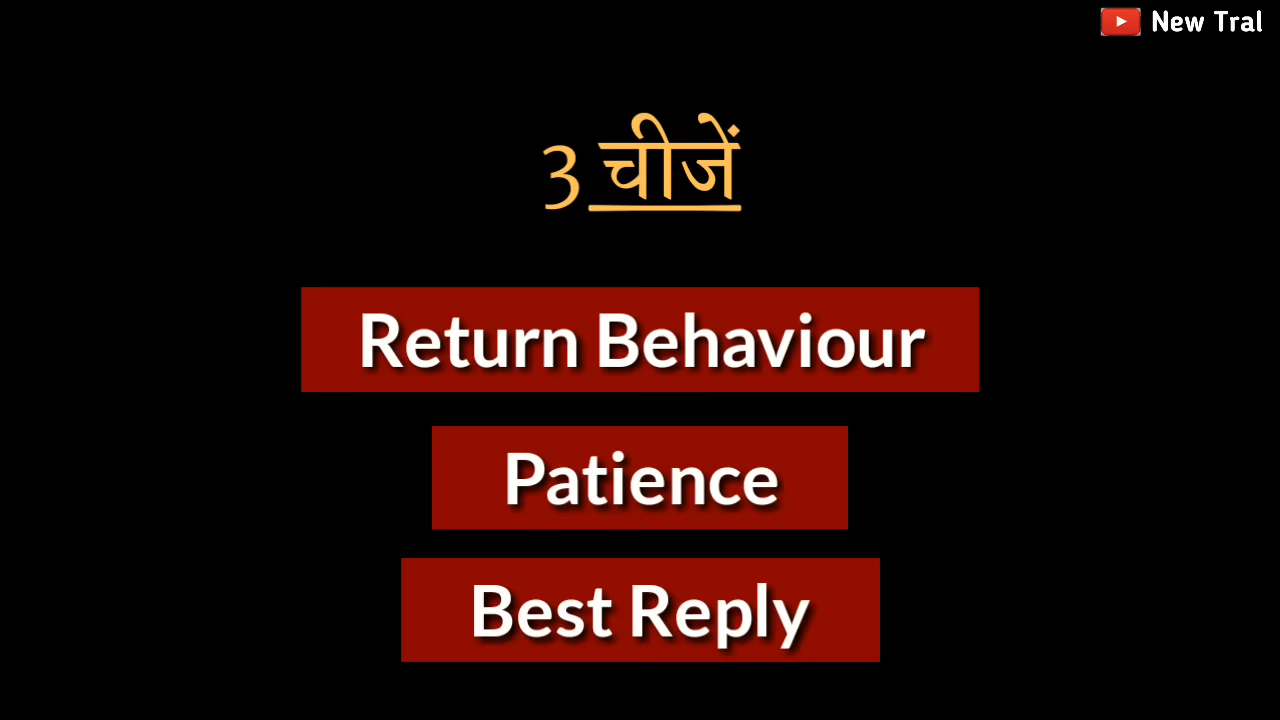 New Tral
3 चीजें
Return Behaviour
Patience
Best Reply